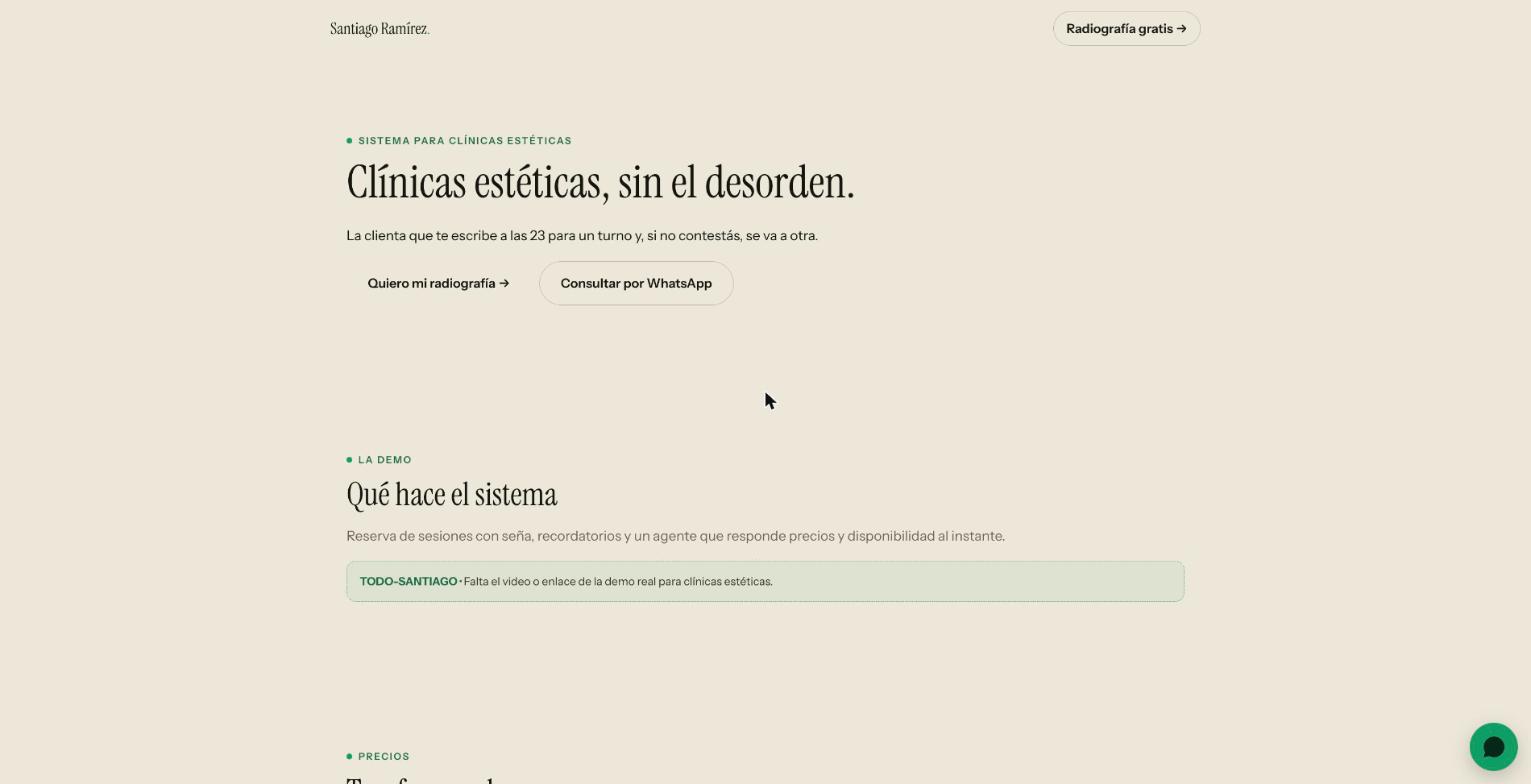 Santiago Ramírez.
Radiografía gratis →
SISTEMA PARA CLÍNICAS ESTÉTICAS
Clínicas estéticas, sin el desorden.
La clienta que te escribe a las 23 para un turno y, si no contestás, se va a otra.
Quiero mi radiografía →
Consultar por WhatsApp
LA DEMO
Qué hace el sistema
Reserva de sesiones con seña, recordatorios y un agente que responde precios y disponibilidad al instante.
TODO-SANTIAGO · Falta el video o enlace de la demo real para clínicas estéticas.
PRECIOS